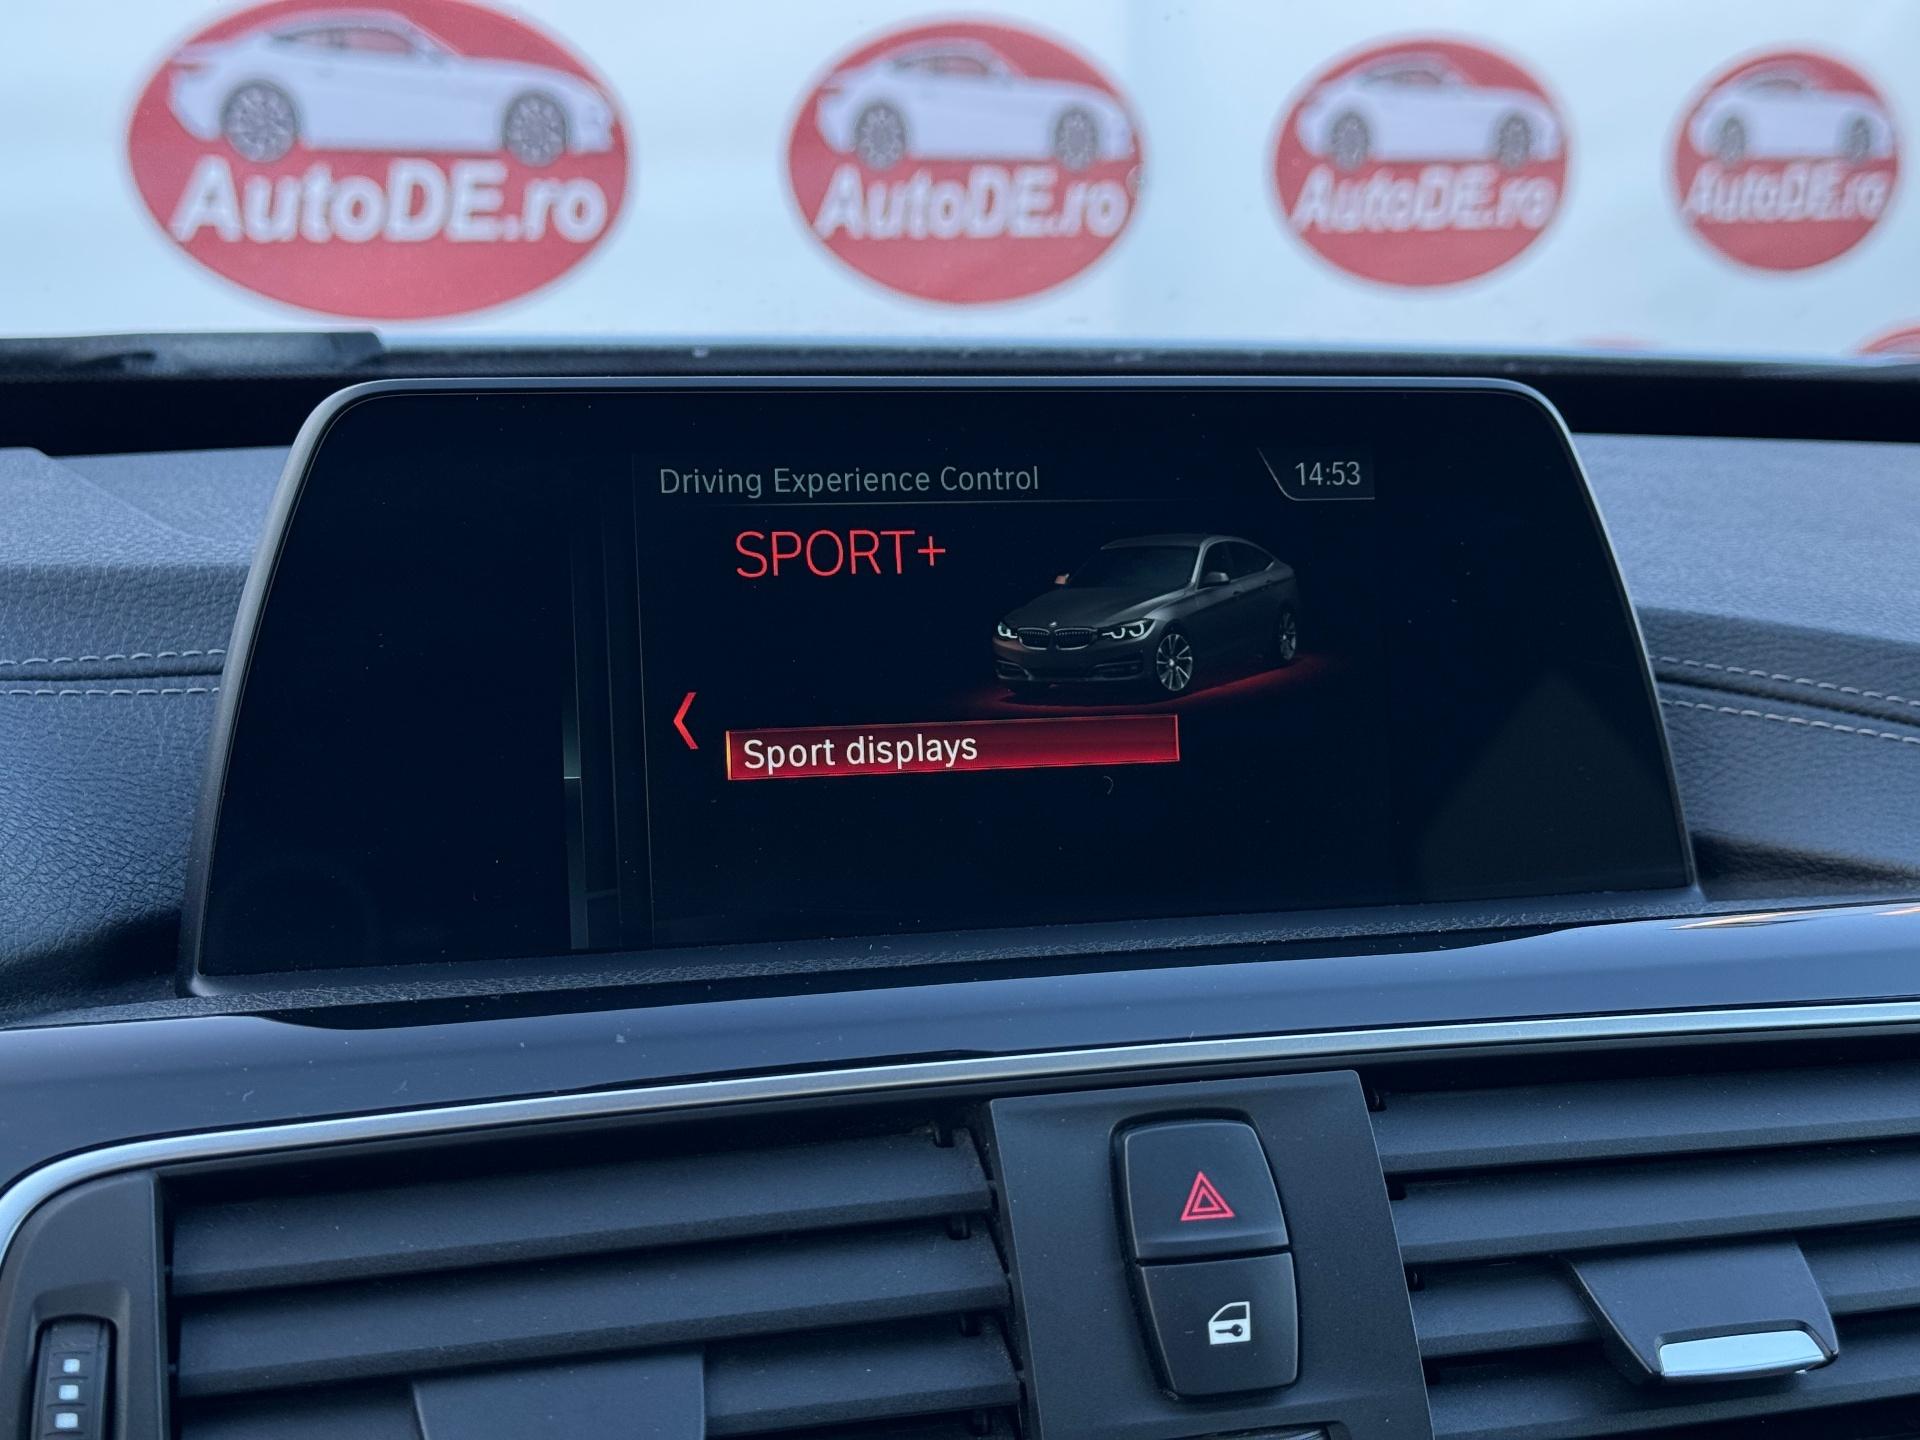 AutoDE.ro
AutoDE.ro
AutoDE.ro
AutoDE.ro
Driving Experience Control
14:53
SPORT+
Sport displays